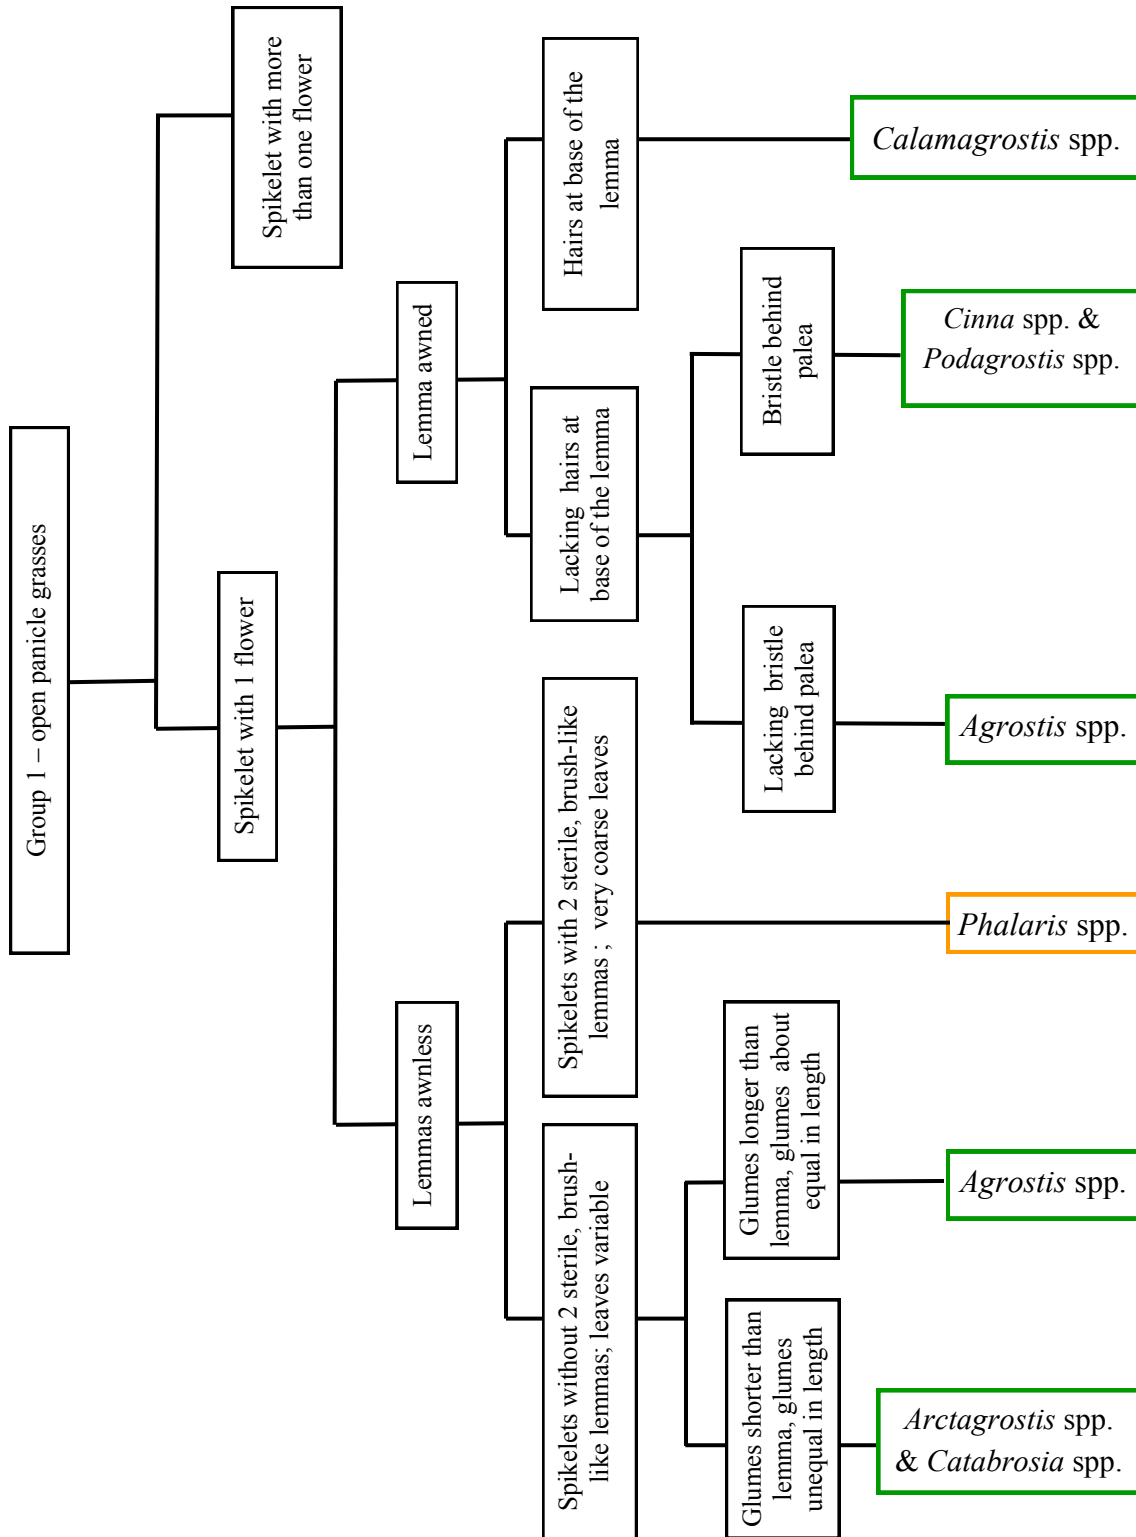 Group 1 – open panicle grasses
Spikelet with 1 flower
Spikelet with more
than one flower
Lemmas awnless
Lemma awned
Spikelets without 2 sterile, brush-
like lemmas; leaves variable
Spikelets with 2 sterile, brush-like
lemmas ; very coarse leaves
Lacking hairs at
base of the lemma
Hairs at base of the
lemma
Glumes shorter than
lemma, glumes
unequal in length
Glumes longer than
lemma, glumes about
equal in length
Lacking bristle
behind palea
Bristle behind
palea
Arctagrostis spp.
& Catabrosia spp.
Agrostis spp.
Phalaris spp.
Agrostis spp.
Cinna spp. &
Podagrostis spp.
Calamagrostis spp.